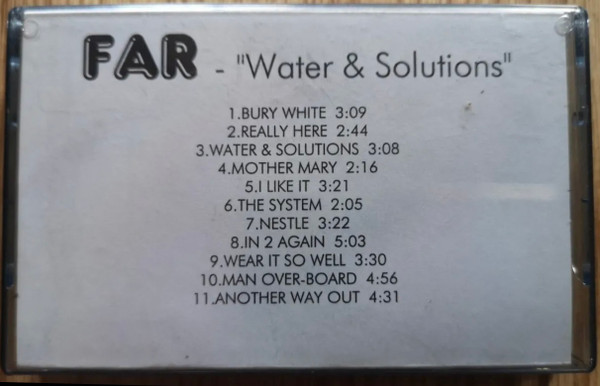 FAR - "Water & Solutions"
1.BURY WHITE 3:09
2.REALLY HERE 2:44
3.WATER & SOLUTIONS 3:08
4.MOTHER MARY 2:16
5.I LIKE IT 3:21
6.THE SYSTEM 2:05
7.NESTLE 3:22
8.IN 2 AGAIN 5:03
9.WEAR IT SO WELL 3:30
10.MAN OVER-BOARD 4:56
11.ANOTHER WAY OUT 4:31